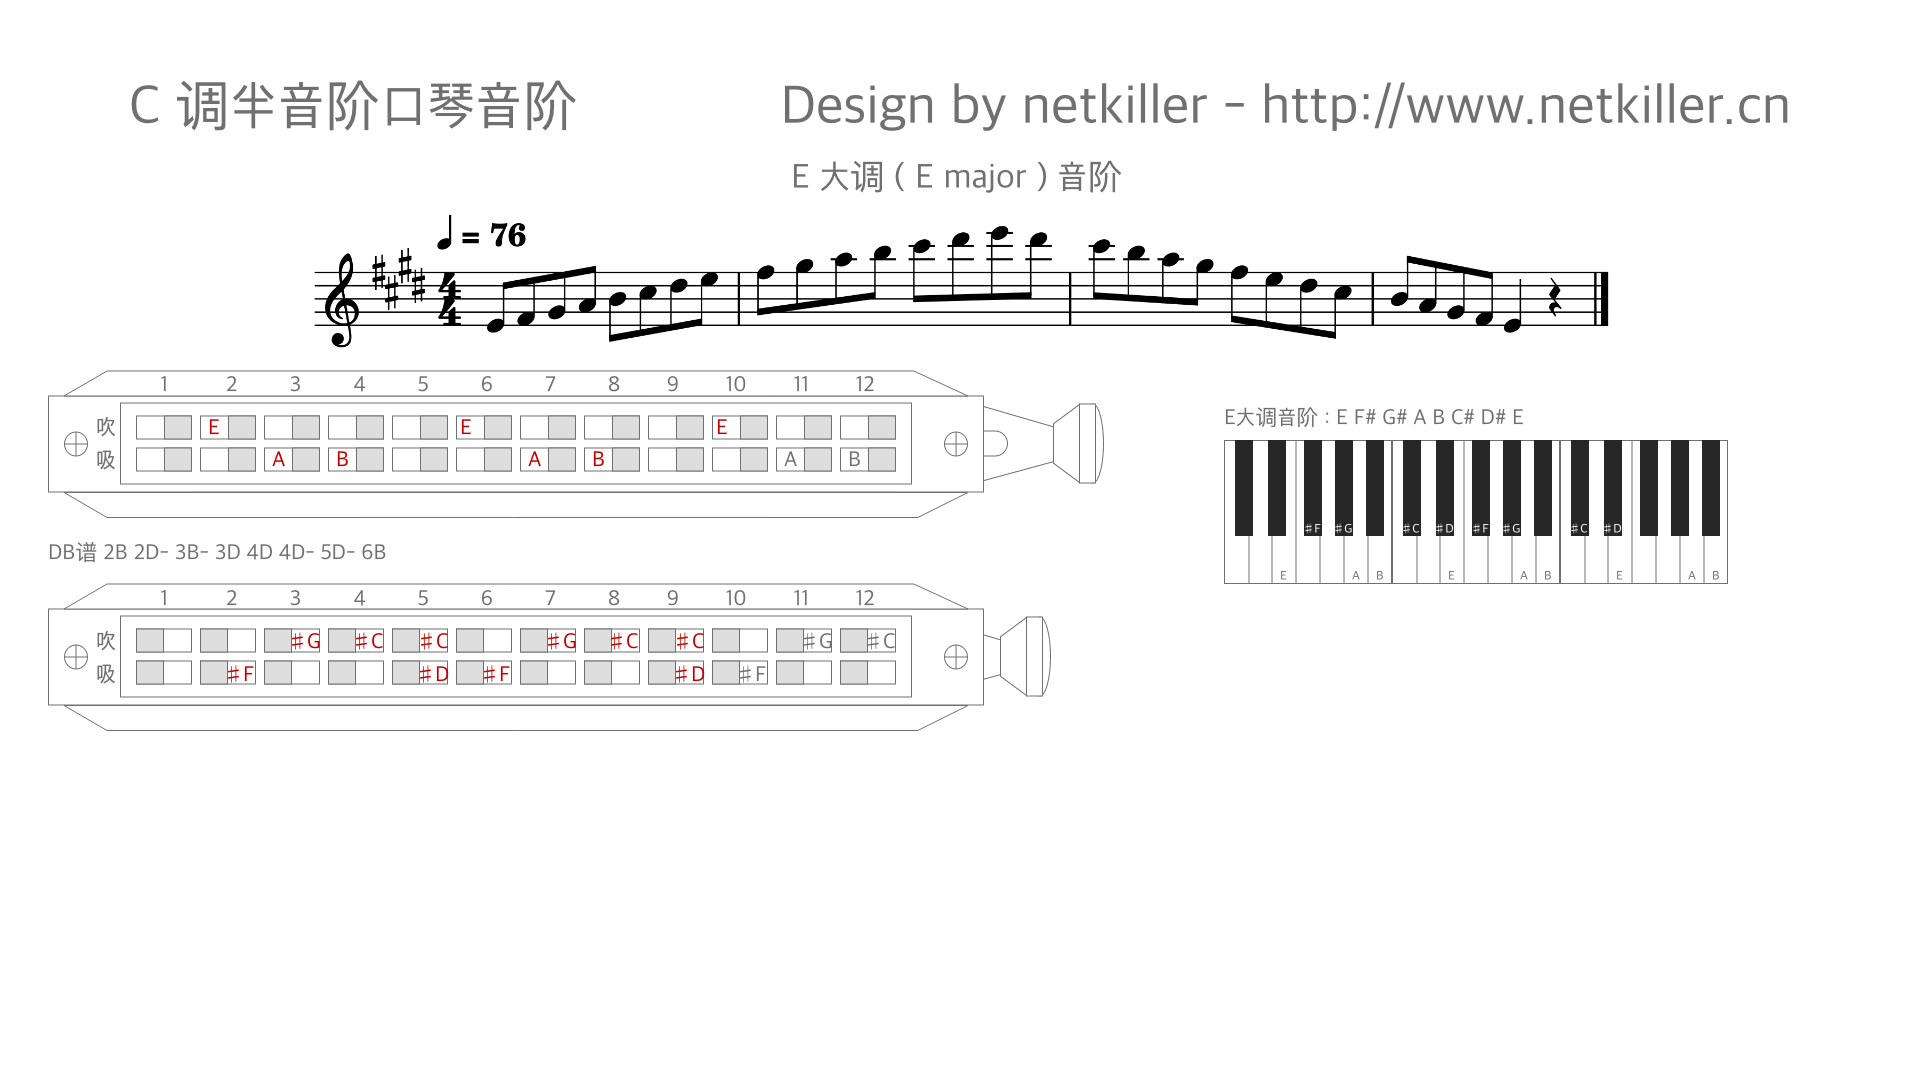 C 调半音阶口琴音阶 Design by netkiller - http://www.netkiller.cn
E 大调 ( E major ) 音阶
= 76
4
4
1 2 3 4 5 6 7 8 9 10 11 12
吹 E E E
吸 A B A B A B
DB谱 2B 2D- 3B- 3D 4D 4D- 5D- 6B
1 2 3 4 5 6 7 8 9 10 11 12
吹 ♯G ♯C ♯C ♯G ♯C ♯C ♯G ♯C
吸 ♯F ♯D ♯F ♯D ♯F
E大调音阶 : E F# G# A B C# D# E
♯F ♯G ♯C ♯D ♯F ♯G ♯C ♯D
E A B E A B E A B